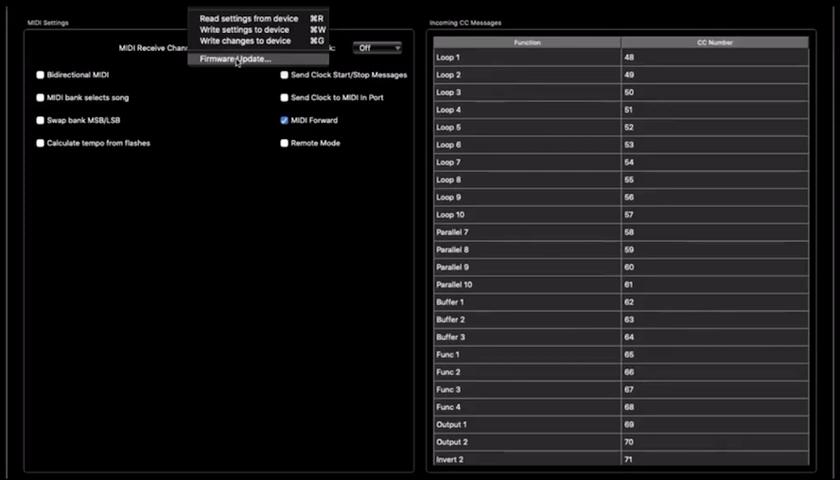 MIDI Settings
Read settings from device ⌘R
Write settings to device ⌘W
Write changes to device ⌘G
Firmware Update...
MIDI Receive Chann
k: Off
Bidirectional MIDI
Send Clock Start/Stop Messages
MIDI bank selects song
Send Clock to MIDI In Port
Swap bank MSB/LSB
MIDI Forward
Calculate tempo from flashes
Remote Mode
Incoming CC Messages
Function CC Number
Loop 1 48
Loop 2 49
Loop 3 50
Loop 4 51
Loop 5 52
Loop 6 53
Loop 7 54
Loop 8 55
Loop 9 56
Loop 10 57
Parallel 7 58
Parallel 8 59
Parallel 9 60
Parallel 10 61
Buffer 1 62
Buffer 2 63
Buffer 3 64
Func 1 65
Func 2 66
Func 3 67
Func 4 68
Output 1 69
Output 2 70
Invert 2 71